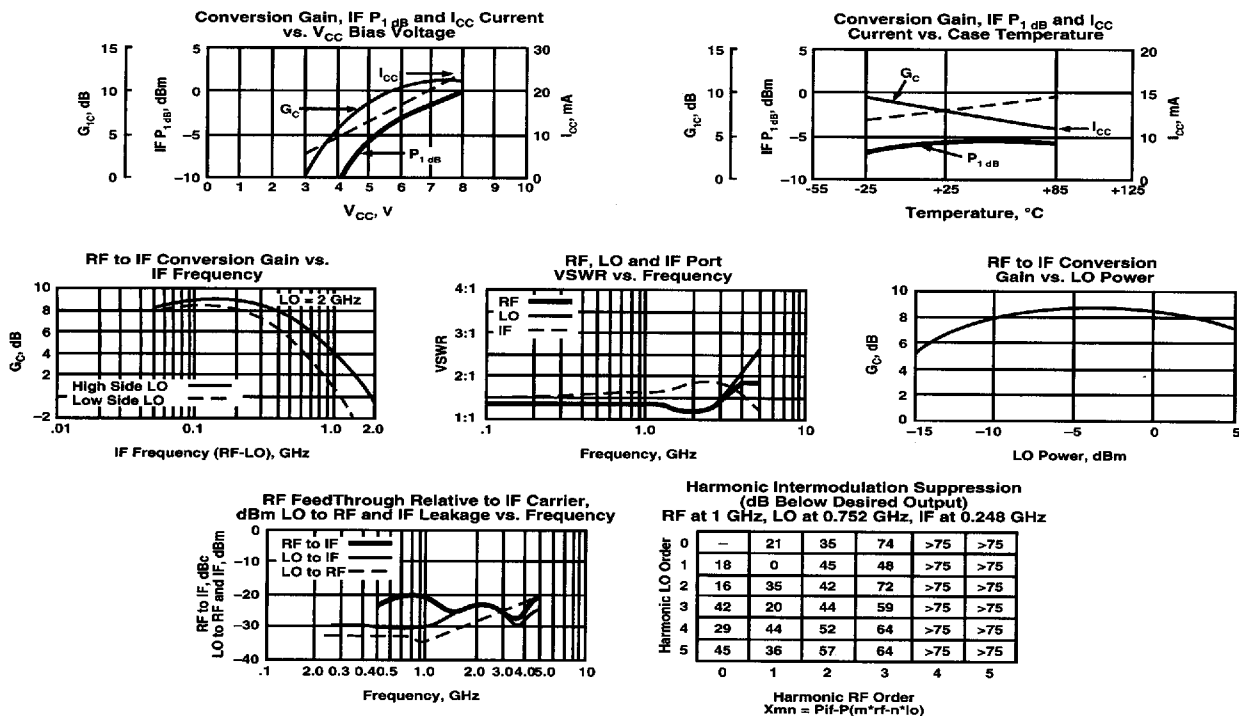 Conversion Gain, IF P1 dB and ICC Current
vs. VCC Bias Voltage
G1C, dB
15
10
5
0
IF P1 dB, dBm
5
0
−5
−10
ICC
GC
P1 dB
30
20
10
0
ICC, mA
0 1 2 3 4 5 6 7 8 9 10
VCC, V
Conversion Gain, IF P1 dB and ICC
Current vs. Case Temperature
G1C, dB
15
10
5
0
IF P1 dB, dBm
5
0
−5
−10
GC
ICC
P1 dB
20
15
10
5
0
ICC, mA
-55 -25 +25 +85 +125
Temperature, °C
RF to IF Conversion Gain vs.
IF Frequency
GC, dB
10
8
6
4
2
−2
LO = 2 GHz
High Side LO
Low Side LO
.01 0.1 1.0 2.0
IF Frequency (RF-LO), GHz
RF, LO and IF Port
VSWR vs. Frequency
VSWR
4:1
3:1
2:1
1:1
RF
LO
IF
.1 1.0 10
Frequency, GHz
RF to IF Conversion
Gain vs. LO Power
GC, dB
10
8
6
4
2
0
−15 −10 −5 0 5
LO Power, dBm
RF FeedThrough Relative to IF Carrier,
dBm LO to RF and IF Leakage vs. Frequency
RF to IF, dBc
LO to RF and IF, dBm
0
−10
−20
−30
−40
RF to IF
LO to IF
LO to RF
.1 2.0 0.3 0.4 0.5 1.0 2.0 3.0 4.0 5.0 10
Frequency, GHz
Harmonic Intermodulation Suppression
(dB Below Desired Output)
RF at 1 GHz, LO at 0.752 GHz, IF at 0.248 GHz
Harmonic LO Order
0 – 21 35 74 >75 >75
1 18 0 45 48 >75 >75
2 16 35 42 72 >75 >75
3 42 20 44 59 >75 >75
4 29 44 52 64 >75 >75
5 45 36 57 64 >75 >75
0 1 2 3 4 5
Harmonic RF Order
Xmn = Pif-P(m*rf-n*lo)